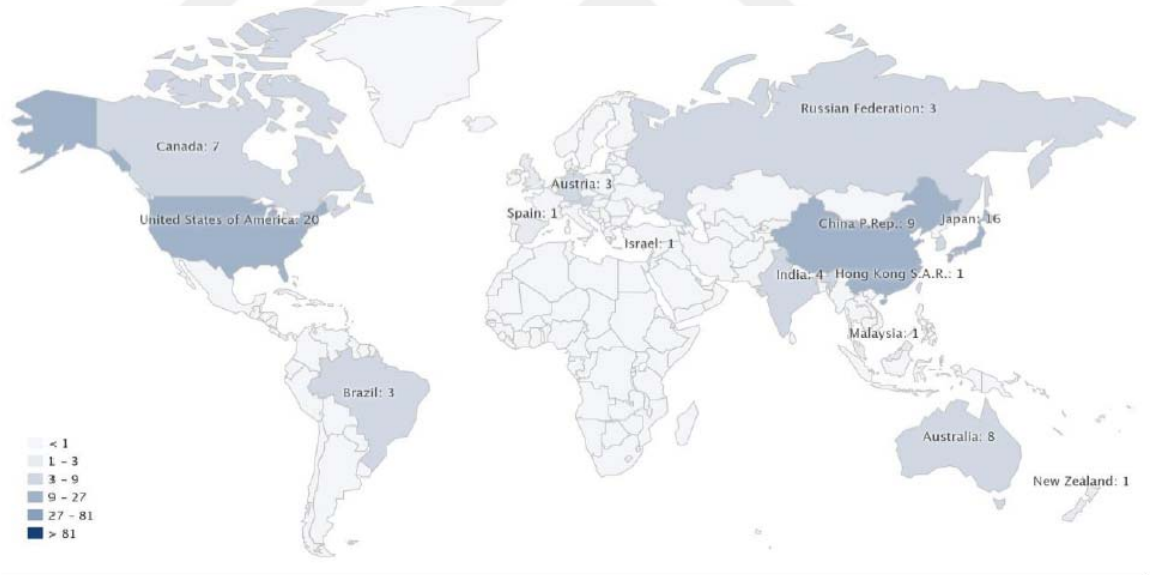 Russian Federation: 3
Canada: 7
Austria: 3
Spain: 1
United States of America: 20
China P.Rep.: 9
Japan: 16
Israel: 1
India: 4
Hong Kong S.A.R.: 1
Malaysia: 1
Brazil: 3
Australia: 8
New Zealand: 1
< 1
1 - 3
3 - 9
9 - 27
27 - 81
> 81